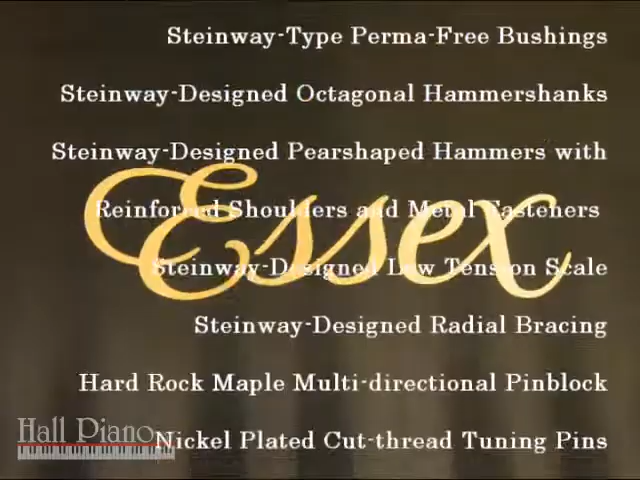 Steinway-Type Perma-Free Bushings
Steinway-Designed Octagonal Hammershanks
Steinway-Designed Pearshaped Hammers with
Reinforced Shoulders and Metal Fasteners
Essex
Steinway-Designed Low Tension Scale
Steinway-Designed Radial Bracing
Hard Rock Maple Multi-directional Pinblock
Hall Piano
Nickel Plated Cut-thread Tuning Pins